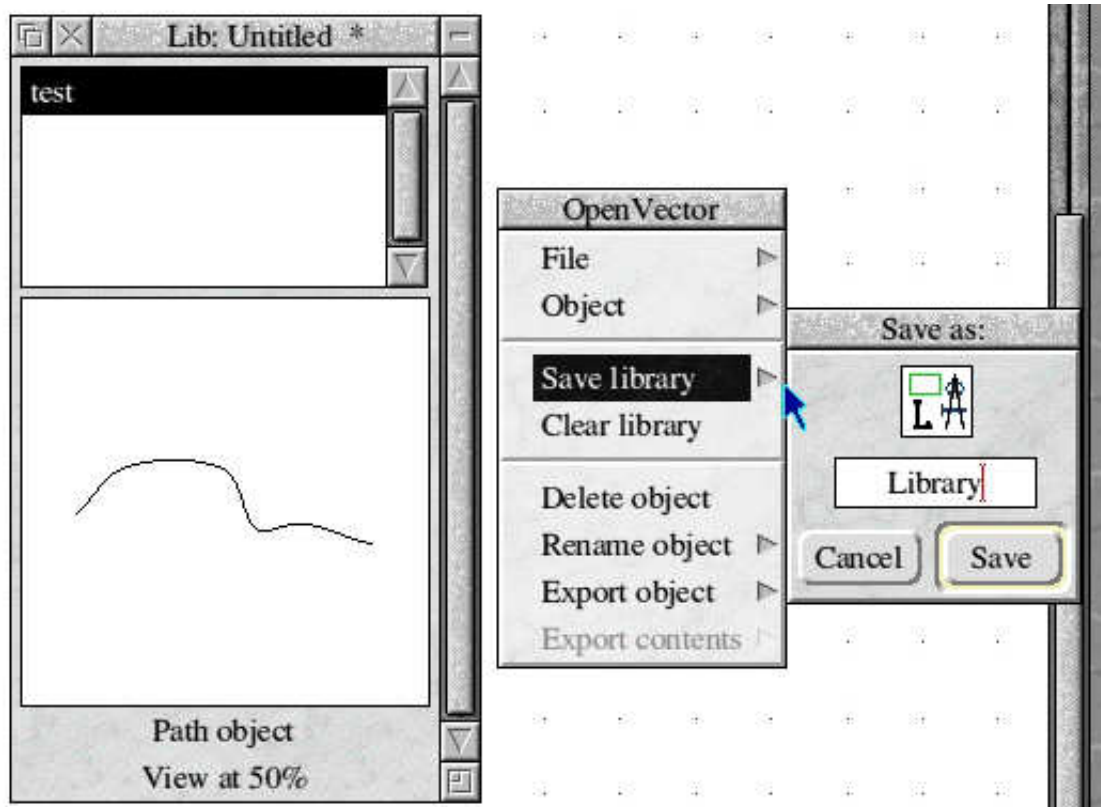 Lib: Untitled *
test
Path object
View at 50%
OpenVector
File
Object
Save library
Clear library
Delete object
Rename object
Export object
Export contents
Save as:
L
Library
Cancel
Save